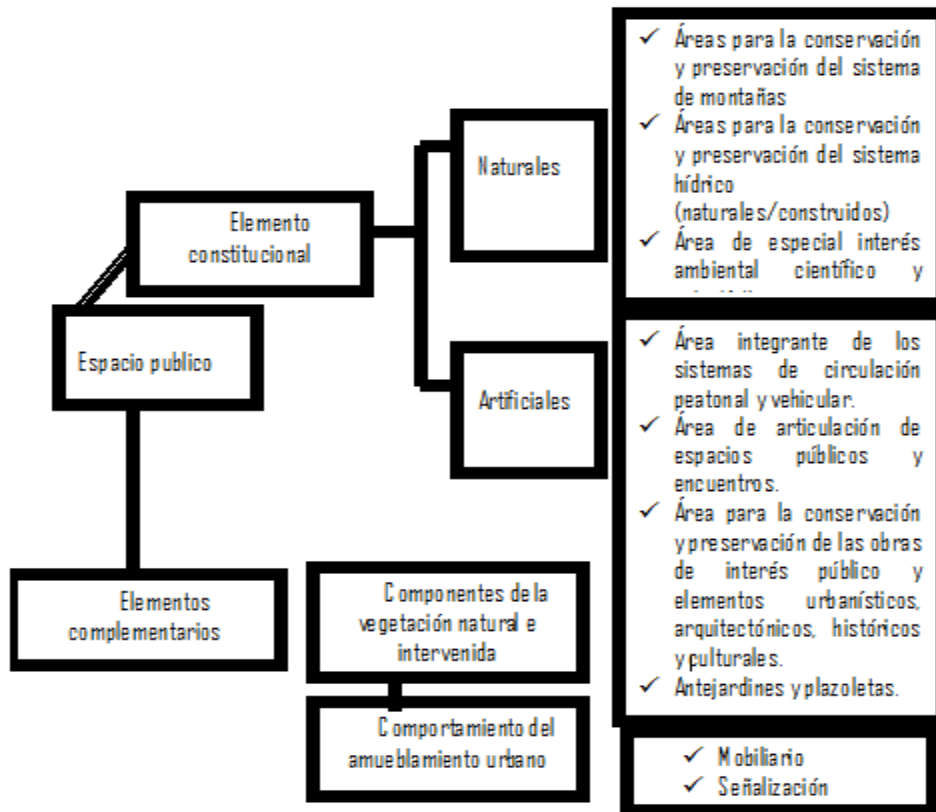 Espacio publico
Elemento
constitucional
Naturales
Áreas para la conservación
y preservación del sistema
de montañas
Áreas para la conservación
y preservación del sistema
hídrico
(naturales/construidos)
Área de especial interés
ambiental científico y
Artificiales
Área integrante de los
sistemas de circulación
peatonal y vehicular.
Área de articulación de
espacios públicos y
encuentros.
Área para la conservación
y preservación de las obras
de interés público y
elementos urbanísticos,
arquitectónicos, históricos
y culturales.
Antejardines y plazoletas.
Elementos
complementarios
Componentes de la
vegetación natural e
intervenida
Comportamiento del
amueblamiento urbano
Mobiliario
Señalización